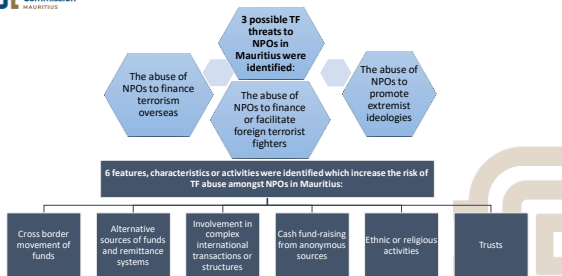 Commission
MAURITIUS
3 possible TF
threats to
NPOs in
Mauritius were
identified:
The abuse of
NPOs to finance
terrorism
overseas
The abuse of
NPOs to finance
or facilitate
foreign terrorist
fighters
The abuse of
NPOs to
promote
extremist
ideologies
6 features, characteristics or activities were identified which increase the risk of
TF abuse amongst NPOs in Mauritius:
Cross border
movement of
funds
Alternative
sources of funds
and remittance
systems
Involvement in
complex
international
transactions or
structures
Cash fund-raising
from anonymous
sources
Ethnic or religious
activities
Trusts